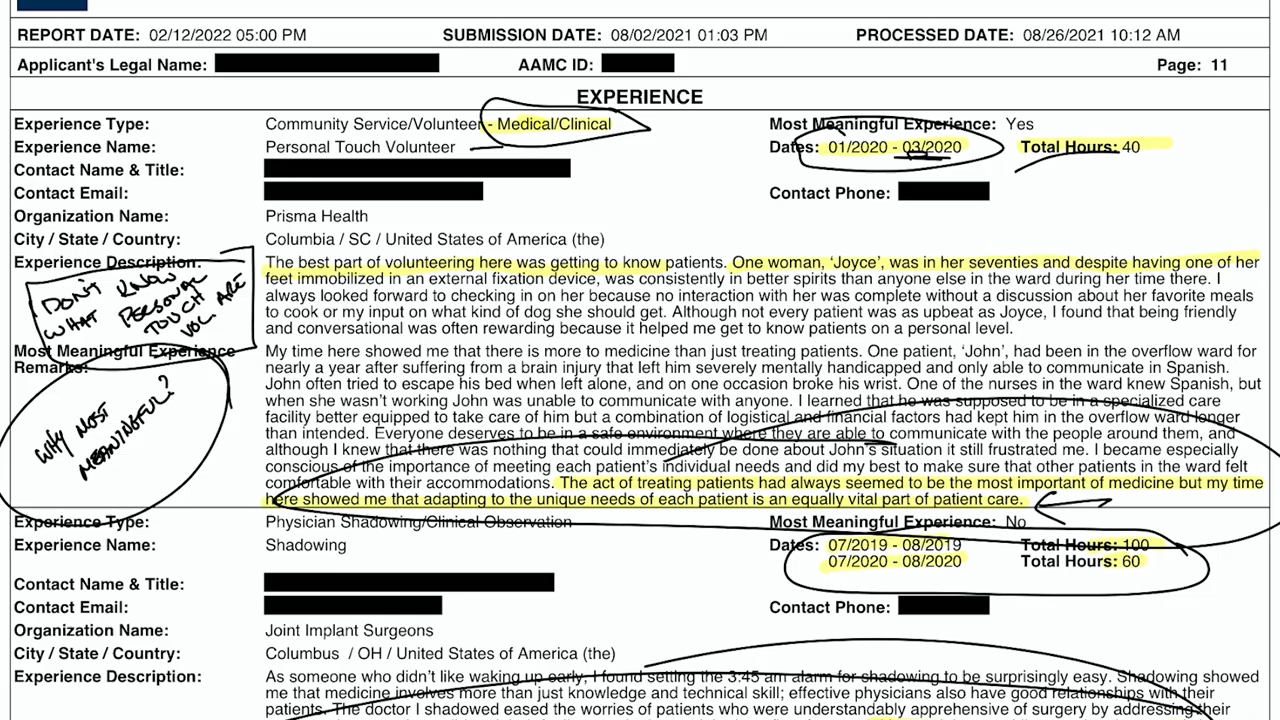 REPORT DATE: 02/12/2022 05:00 PM SUBMISSION DATE: 08/02/2021 01:03 PM PROCESSED DATE: 08/26/2021 10:12 AM
Applicant's Legal Name: AAMC ID: Page: 11
EXPERIENCE
Experience Type: Community Service/Volunteer - Medical/Clinical Most Meaningful Experience: Yes
Experience Name: Personal Touch Volunteer Dates: 01/2020 - 03/2020 Total Hours: 40
Contact Name & Title:
Contact Email: Contact Phone:
Organization Name: Prisma Health
City / State / Country: Columbia / SC / United States of America (the)
Experience Description: The best part of volunteering here was getting to know patients. One woman, 'Joyce', was in her seventies and despite having one of her
feet immobilized in an external fixation device, was consistently in better spirits than anyone else in the ward during her time there. I
always looked forward to checking in on her because no interaction with her was complete without a discussion about her favorite meals
to cook or my input on what kind of dog she should get. Although not every patient was as upbeat as Joyce, I found that being friendly
and conversational was often rewarding because it helped me get to know patients on a personal level.
DON'T KNOW
WHAT PERSONAL
TOUCH
VOL. ARE
Most Meaningful Experience My time here showed me that there is more to medicine than just treating patients. One patient, 'John', had been in the overflow ward for
Remarks: nearly a year after suffering from a brain injury that left him severely mentally handicapped and only able to communicate in Spanish.
John often tried to escape his bed when left alone, and on one occasion broke his wrist. One of the nurses in the ward knew Spanish, but
when she wasn't working John was unable to communicate with anyone. I learned that he was supposed to be in a specialized care
facility better equipped to take care of him but a combination of logistical and financial factors had kept him in the overflow ward longer
than intended. Everyone deserves to be in a safe environment where they are able to communicate with the people around them, and
although I knew that there was nothing that could immediately be done about John's situation it still frustrated me. I became especially
conscious of the importance of meeting each patient's individual needs and did my best to make sure that other patients in the ward felt
comfortable with their accommodations. The act of treating patients had always seemed to be the most important of medicine but my time
here showed me that adapting to the unique needs of each patient is an equally vital part of patient care.
WHY MOST
MEANINGFUL?
Experience Type: Physician Shadowing/Clinical Observation Most Meaningful Experience: No
Experience Name: Shadowing Dates: 07/2019 - 08/2019 Total Hours: 100
07/2020 - 08/2020 Total Hours: 60
Contact Name & Title:
Contact Email: Contact Phone:
Organization Name: Joint Implant Surgeons
City / State / Country: Columbus / OH / United States of America (the)
Experience Description: As someone who didn't like waking up early, I found setting the 3:45 am alarm for shadowing to be surprisingly easy. Shadowing showed
me that medicine involves more than just knowledge and technical skill; effective physicians also have good relationships with their
patients. The doctor I shadowed eased the worries of patients who were understandably apprehensive of surgery by addressing their